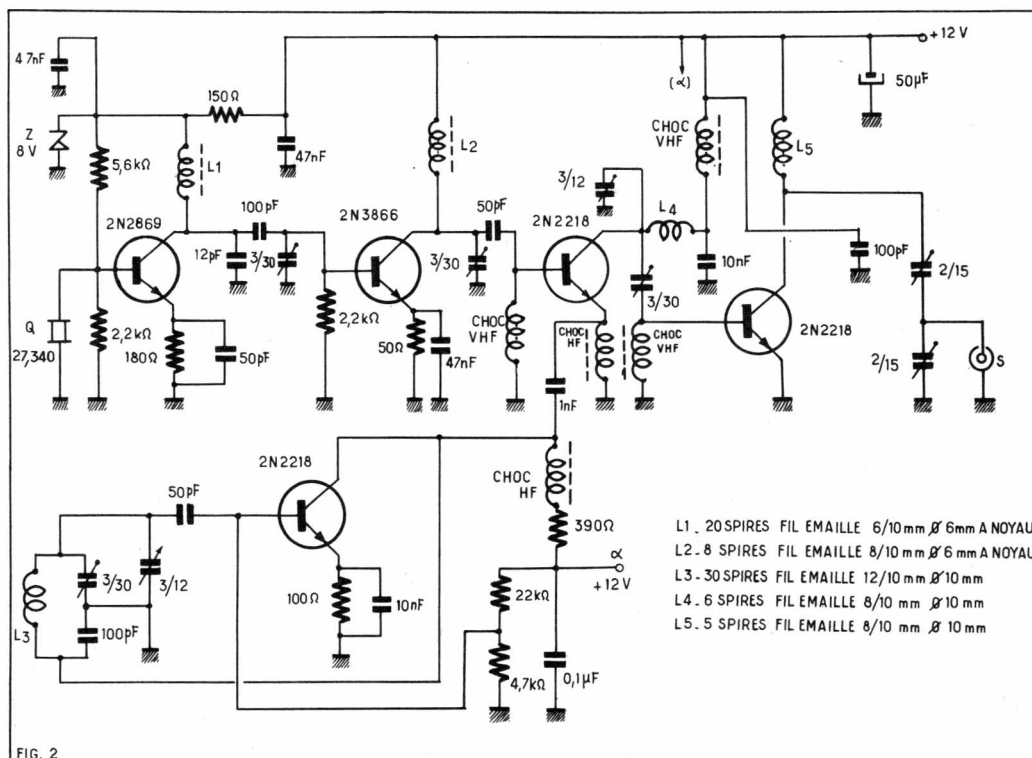 +12 V
47nF
(α)
50µF
150Ω
Z
8 V
47nF
CHOC
VHF
L1
L2
L5
5,6kΩ
3/12
100pF
50pF
2N2869
2N3866
2N2218
L4
12pF
3/30
3/30
10nF
100pF
2/15
3/30
Q
27,340
2,2kΩ
180Ω
50pF
2,2kΩ
50Ω
47nF
CHOC
VHF
CHOC
HF
CHOC
VHF
2N2218
2/15
S
1nF
2N2218
50pF
CHOC
HF
390Ω
α
+12V
3/30
3/12
L3
100pF
100Ω
10nF
22kΩ
4,7kΩ
0,1µF
L1_20 SPIRES FIL EMAILLE 6/10 mm Ø 6mm A NOYAU
L2-8 SPIRES FIL EMAILLE 8/10 mm Ø 6 mm A NOYAU
L3-30 SPIRES FIL EMAILLE 12/10 mm Ø 10 mm
L4-6 SPIRES FIL EMAILLE 8/10 mm Ø 10 mm
L5-5 SPIRES FIL EMAILLE 8/10 mm Ø 10 mm
FIG. 2